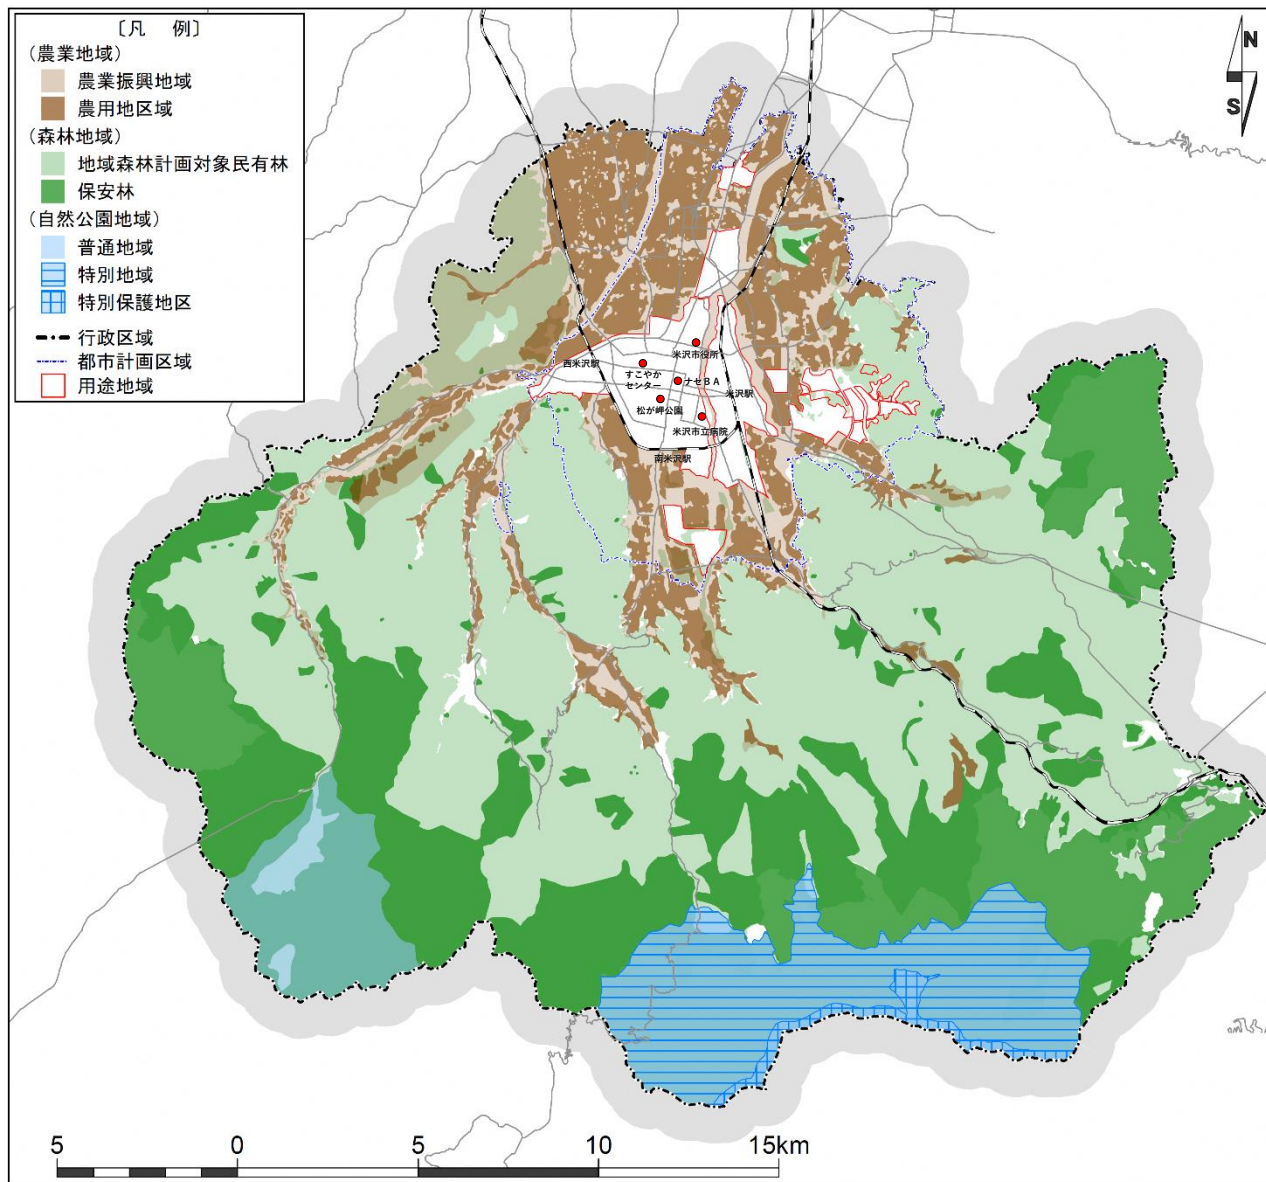 〔凡 例〕
(農業地域)
農業振興地域
農用地区域
(森林地域)
地域森林計画対象民有林
保安林
(自然公園地域)
普通地域
特別地域
特別保護地区
行政区域
都市計画区域
用途地域
N
S
米沢市役所
西米沢駅
すこやか
センター
ナセBA
米沢駅
松が岬公園
米沢市立病院
南米沢駅
5 0 5 10 15km